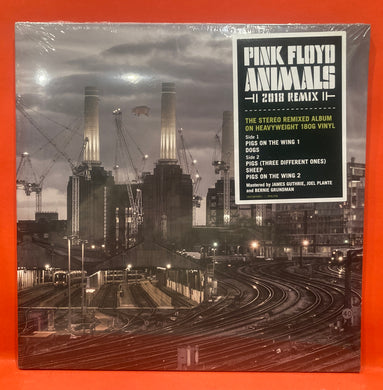 PINK FLOYD
ANIMALS
2018 REMIX
THE STEREO REMIXED ALBUM
ON HEAVYWEIGHT 180G VINYL
Side 1
PIGS ON THE WING 1
DOGS
Side 2
PIGS (THREE DIFFERENT ONES)
SHEEP
PIGS ON THE WING 2
Mastered by JAMES GUTHRIE, JOEL PLANTE
and BERNIE GRUNDMAN